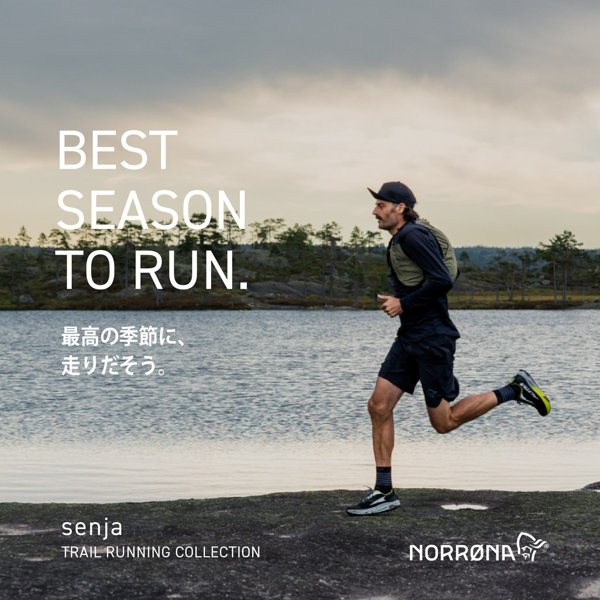 BEST
SEASON
TO RUN.
最高の季節に、
走りだそう。
senja
TRAIL RUNNING COLLECTION
NORRØNA